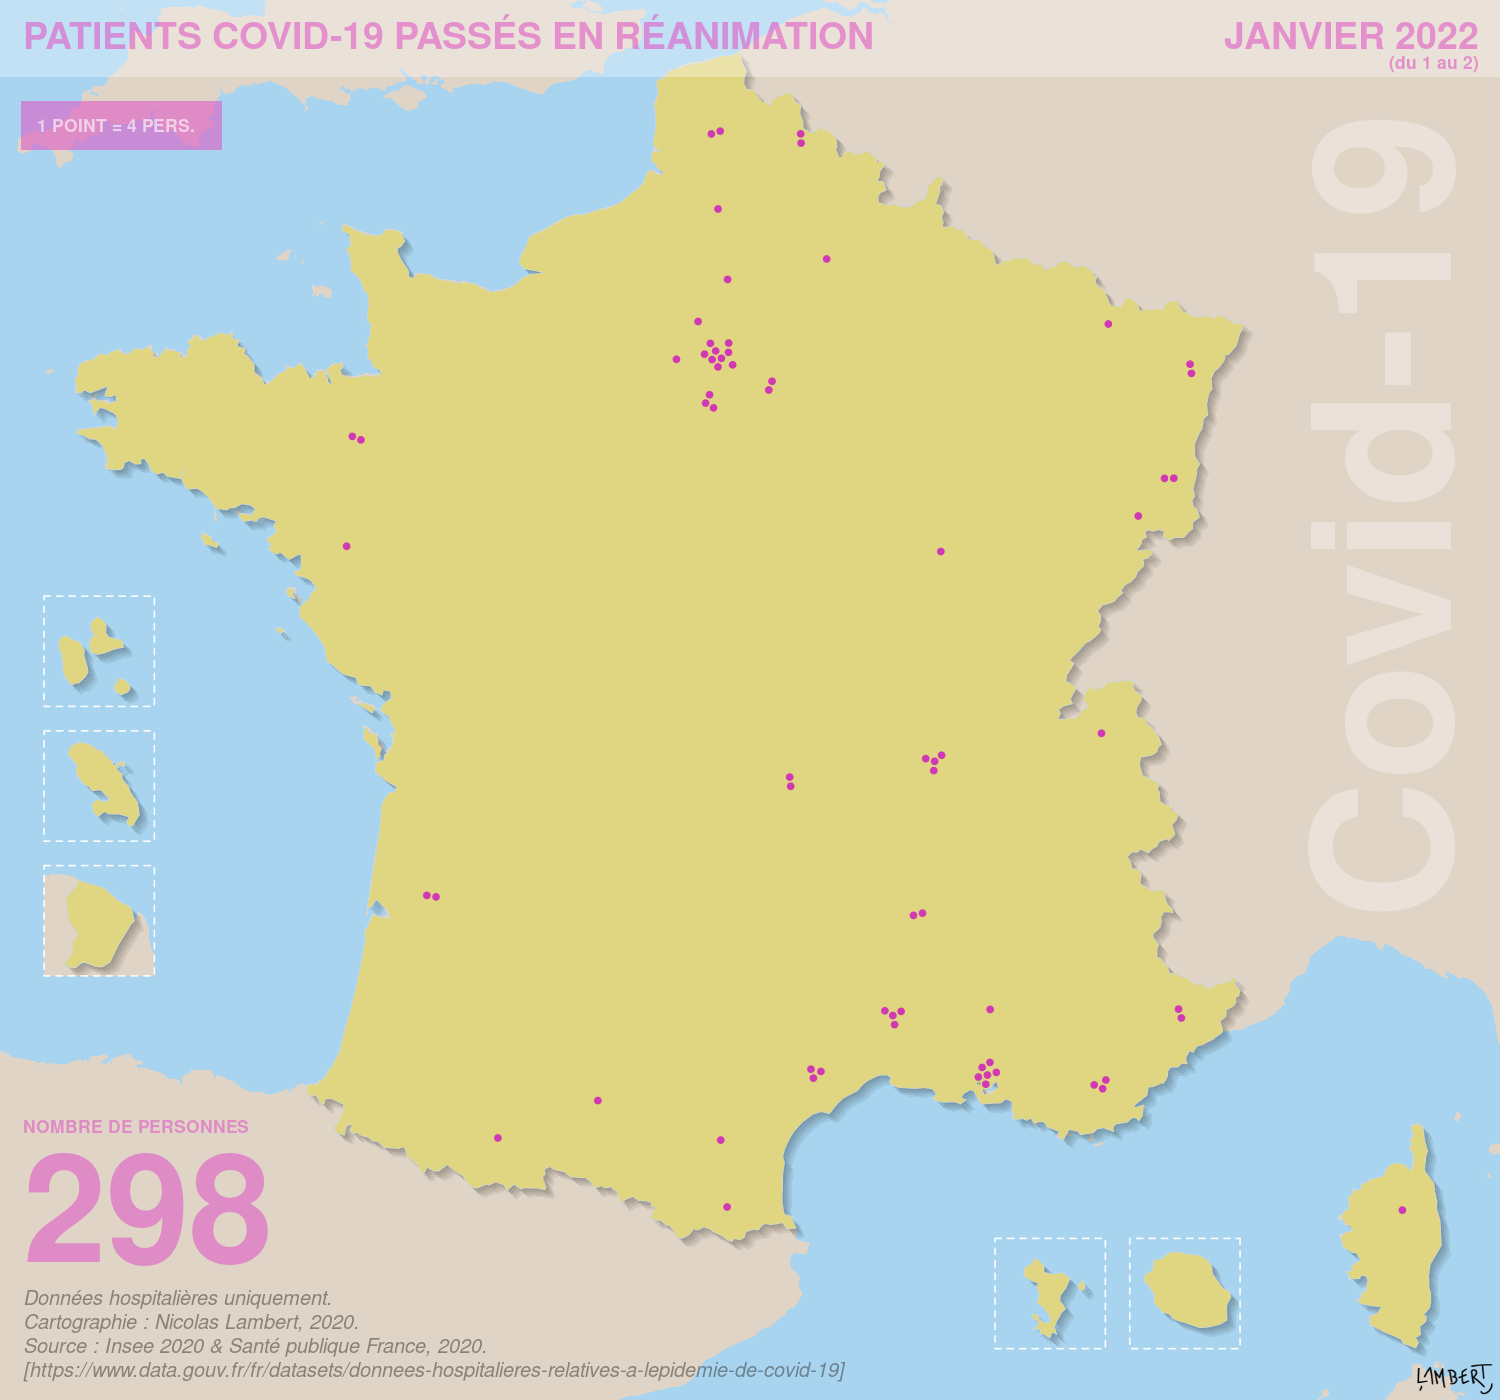 PATIENTS COVID-19 PASSÉS EN RÉANIMATION
JANVIER 2022
(du 1 au 2)
1 POINT = 4 PERS.
Covid-19
NOMBRE DE PERSONNES
298
Données hospitalières uniquement.
Cartographie : Nicolas Lambert, 2020.
Source : Insee 2020 & Santé publique France, 2020.
[https://www.data.gouv.fr/fr/datasets/donnees-hospitalieres-relatives-a-lepidemie-de-covid-19]
LAMBERT